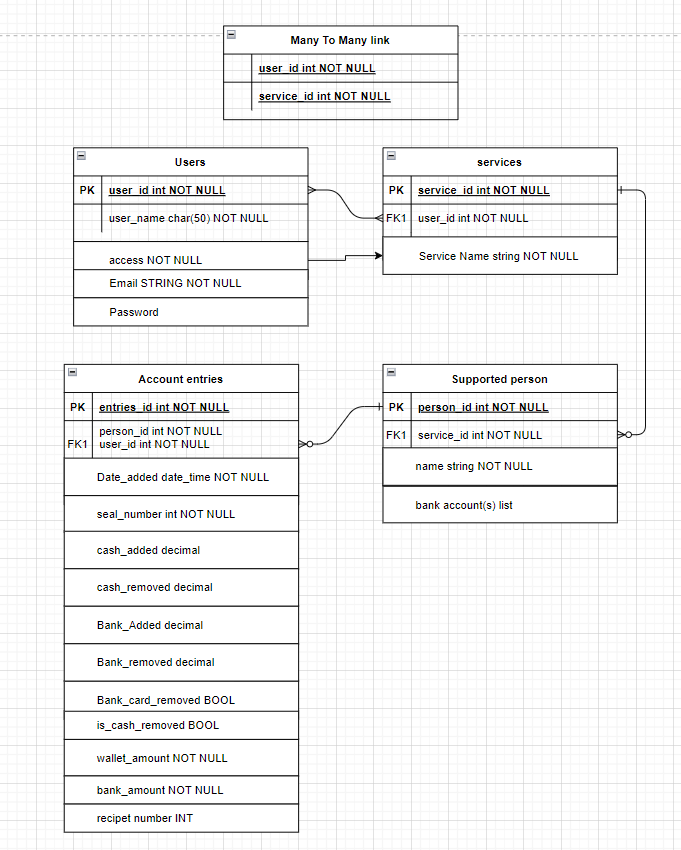 Many To Many link
user_id int NOT NULL
service_id int NOT NULL
Users
PK user_id int NOT NULL
user_name char(50) NOT NULL
access NOT NULL
Email STRING NOT NULL
Password
services
PK service_id int NOT NULL
FK1 user_id int NOT NULL
Service Name string NOT NULL
Account entries
PK entries_id int NOT NULL
person_id int NOT NULL
FK1 user_id int NOT NULL
Date_added date_time NOT NULL
seal_number int NOT NULL
cash_added decimal
cash_removed decimal
Bank_Added decimal
Bank_removed decimal
Bank_card_removed BOOL
is_cash_removed BOOL
wallet_amount NOT NULL
bank_amount NOT NULL
recipet number INT
Supported person
PK person_id int NOT NULL
FK1 service_id int NOT NULL
name string NOT NULL
bank account(s) list